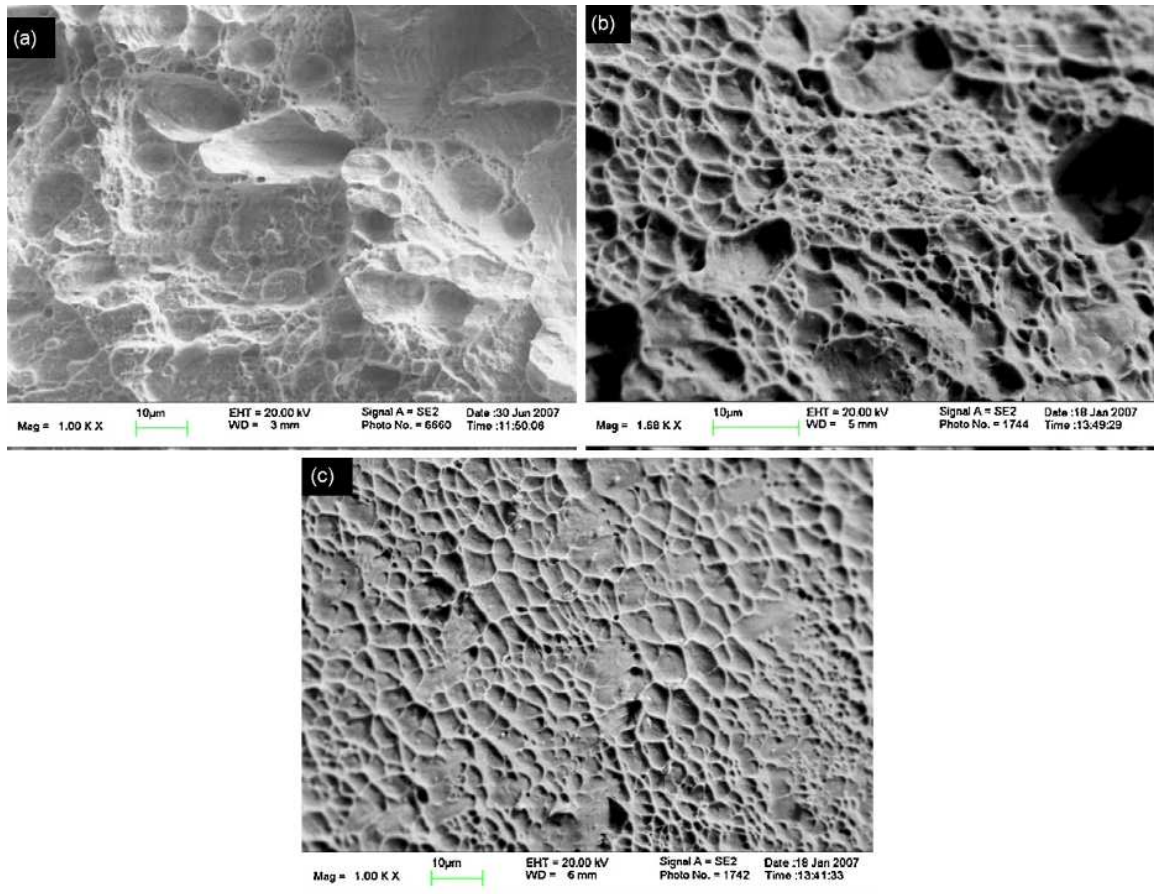 (a)
10µm
Mag = 1.00 K X
EHT = 20.00 kV
WD = 3 mm
Signal A = SE2
Photo No. = 6660
Date :30 Jun 2007
Time :11:50:06
(b)
10µm
Mag = 1.68 K X
EHT = 20.00 kV
WD = 5 mm
Signal A = SE2
Photo No. = 1744
Date :18 Jan 2007
Time :13:49:29
(c)
10µm
Mag = 1.00 K X
EHT = 20.00 kV
WD = 6 mm
Signal A = SE2
Photo No. = 1742
Date :18 Jan 2007
Time :13:41:33